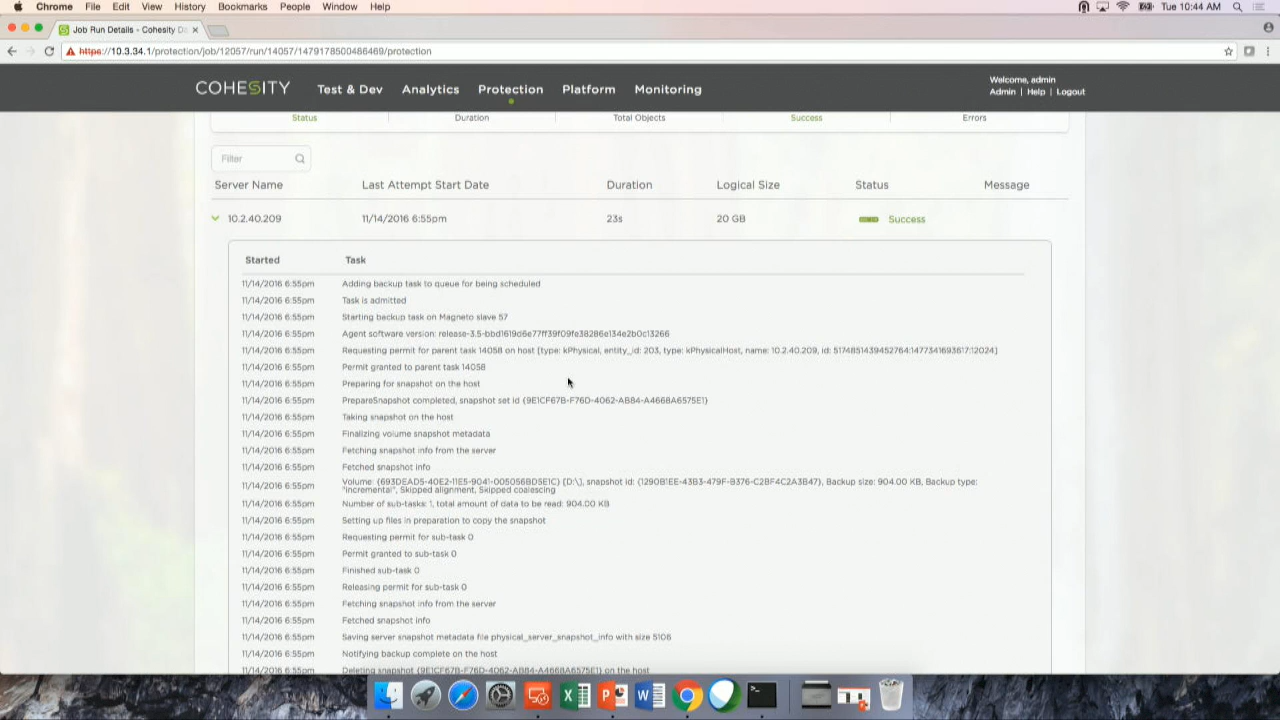 Chrome File Edit View History Bookmarks People Window Help Tue 10:44 AM
Job Run Details - Cohesity Da
https://10.3.34.1/protection/job/12057/run/14057/1479178500486469/protection
COHESITY Test & Dev Analytics Protection Platform Monitoring
Welcome, admin
Admin | Help | Logout
Status Duration Total Objects Success Errors
Filter
Server Name Last Attempt Start Date Duration Logical Size Status Message
10.2.40.209 11/14/2016 6:55pm 23s 20 GB Success
Started Task
11/14/2016 6:55pm Adding backup task to queue for being scheduled
11/14/2016 6:55pm Task is admitted
11/14/2016 6:55pm Starting backup task on Magneto slave 57
11/14/2016 6:55pm Agent software version: release-3.5-bbd1619d6e77ff39f09fe38286e134e2b0c13266
11/14/2016 6:55pm Requesting permit for parent task 14058 on host [type: kPhysical, entity_id: 203, type: kPhysicalHost, name: 10.2.40.209, id: 5174851439452764:1477341693617:12024]
11/14/2016 6:55pm Permit granted to parent task 14058
11/14/2016 6:55pm Preparing for snapshot on the host
11/14/2016 6:55pm PrepareSnapshot completed, snapshot set id {9E1CF67B-F76D-4062-AB84-A4668A6575E1}
11/14/2016 6:55pm Taking snapshot on the host
11/14/2016 6:55pm Finalizing volume snapshot metadata
11/14/2016 6:55pm Fetching snapshot info from the server
11/14/2016 6:55pm Fetched snapshot info
11/14/2016 6:55pm Volume: {693DEAD5-40E2-11E5-9041-005056BD5E1C} [D:\], snapshot id: {1290B1EE-43B3-479F-B376-C2BF4C2A3B47}, Backup size: 904.00 KB, Backup type:
"Incremental", Skipped alignment, Skipped coalescing
11/14/2016 6:55pm Number of sub-tasks: 1, total amount of data to be read: 904.00 KB
11/14/2016 6:55pm Setting up files in preparation to copy the snapshot
11/14/2016 6:55pm Requesting permit for sub-task 0
11/14/2016 6:55pm Permit granted to sub-task 0
11/14/2016 6:55pm Finished sub-task 0
11/14/2016 6:55pm Releasing permit for sub-task 0
11/14/2016 6:55pm Fetching snapshot info from the server
11/14/2016 6:55pm Fetched snapshot info
11/14/2016 6:55pm Saving server snapshot metadata file physical_server_snapshot_info with size 5106
11/14/2016 6:55pm Notifying backup complete on the host
11/14/2016 6:55pm Deleting snapshot {9E1CF67B-F76D-4062-AB84-A4668A6575E1} on the host